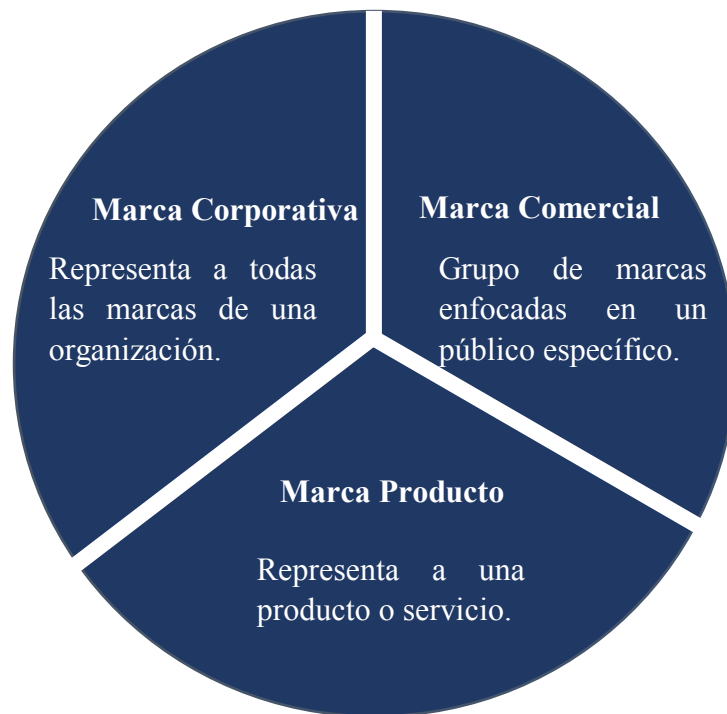 Marca Corporativa
Representa a todas
las marcas de una
organización.
Marca Comercial
Grupo de marcas
enfocadas en un
público específico.
Marca Producto
Representa a una
producto o servicio.